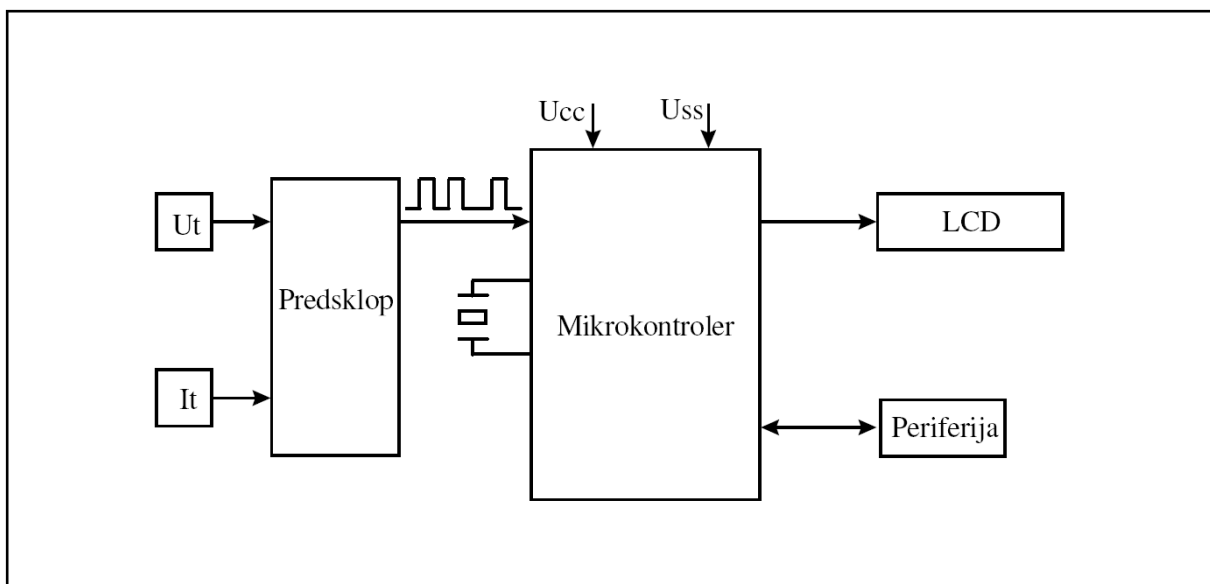 Ucc
Uss
Ut
LCD
Predsklop
Mikrokontroler
It
Periferija